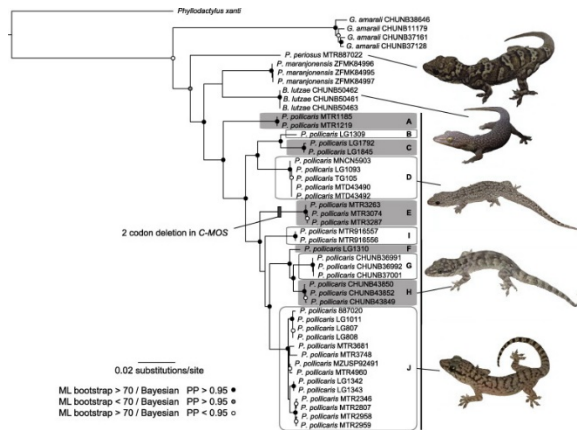 Phyllodactylus xanti
G. amarali CHUNB38646
G. amarali CHUNB11179
G. amarali CHUNB37161
G. amarali CHUNB37128
P. periosus MTR887022
P. maranjonensis ZFMK84996
P. maranjonensis ZFMK84995
P. maranjonensis ZFMK84997
B. lutzae CHUNB50462
B. lutzae CHUNB50461
B. lutzae CHUNB50463
P. pollicaris MTR1185
A
P. pollicaris MTR1219
P. pollicaris LG1309
B
P. pollicaris LG1792
C
P. pollicaris LG1845
P. pollicaris MNCN5903
P. pollicaris LG1093
D
P. pollicaris TG105
P. pollicaris MTD43490
P. pollicaris MTD43492
P. pollicaris MTR3263
E
P. pollicaris MTR3074
P. pollicaris MTR3287
2 codon deletion in C-MOS
P. pollicaris MTR916557
I
P. pollicaris MTR916556
P. pollicaris LG1310
F
P. pollicaris CHUNB36991
G
P. pollicaris CHUNB36992
P. pollicaris CHUNB37001
P. pollicaris CHUNB43850
H
P. pollicaris CHUNB43852
P. pollicaris CHUNB43849
P. pollicaris 887020
P. pollicaris LG1011
P. pollicaris LG807
P. pollicaris LG808
P. pollicaris MTR3681
P. pollicaris MTR3748
P. pollicaris MZUSP92491
J
P. pollicaris MTR4960
P. pollicaris LG1342
P. pollicaris LG1343
P. pollicaris MTR2346
P. pollicaris MTR2807
P. pollicaris MTR2958
P. pollicaris MTR2959
0.02 substitutions/site
ML bootstrap > 70 / Bayesian PP > 0.95
ML bootstrap < 70 / Bayesian PP > 0.95
ML bootstrap > 70 / Bayesian PP < 0.95